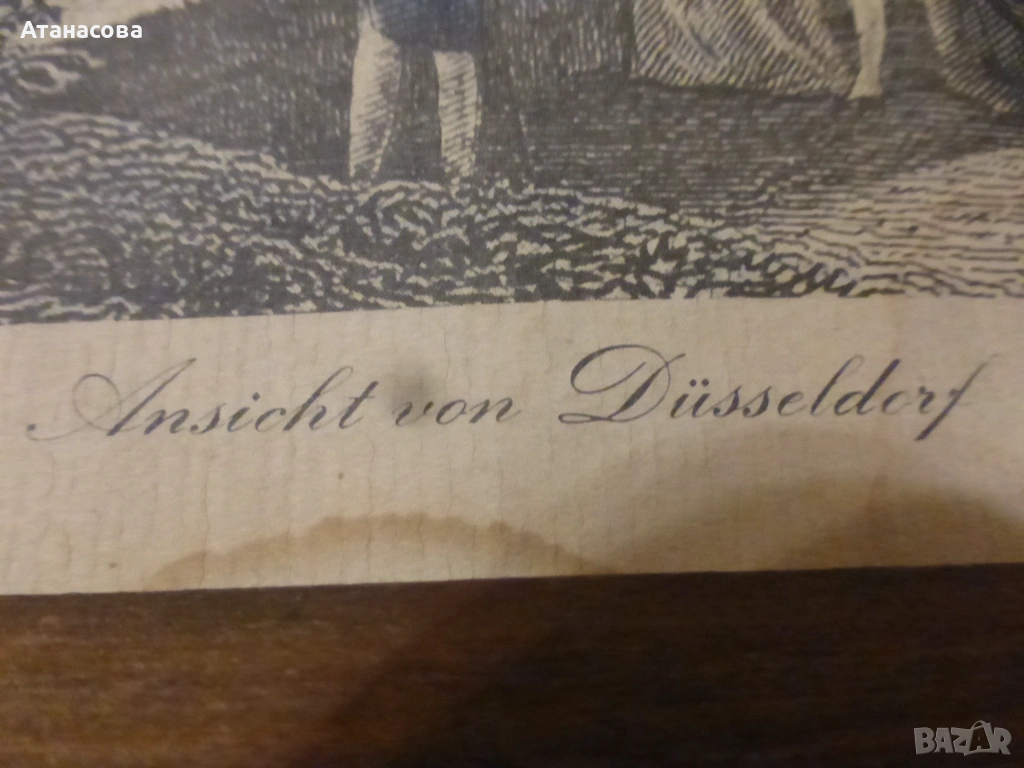 Атанасова
Ansicht von Düsseldorf
BAZAR